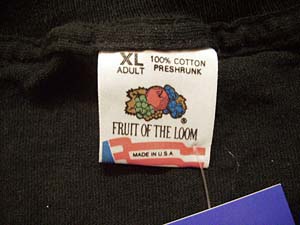 XL 100% COTTON
ADULT PRESHRUNK
®
FRUIT OF THE LOOM
MADE IN U.S.A.